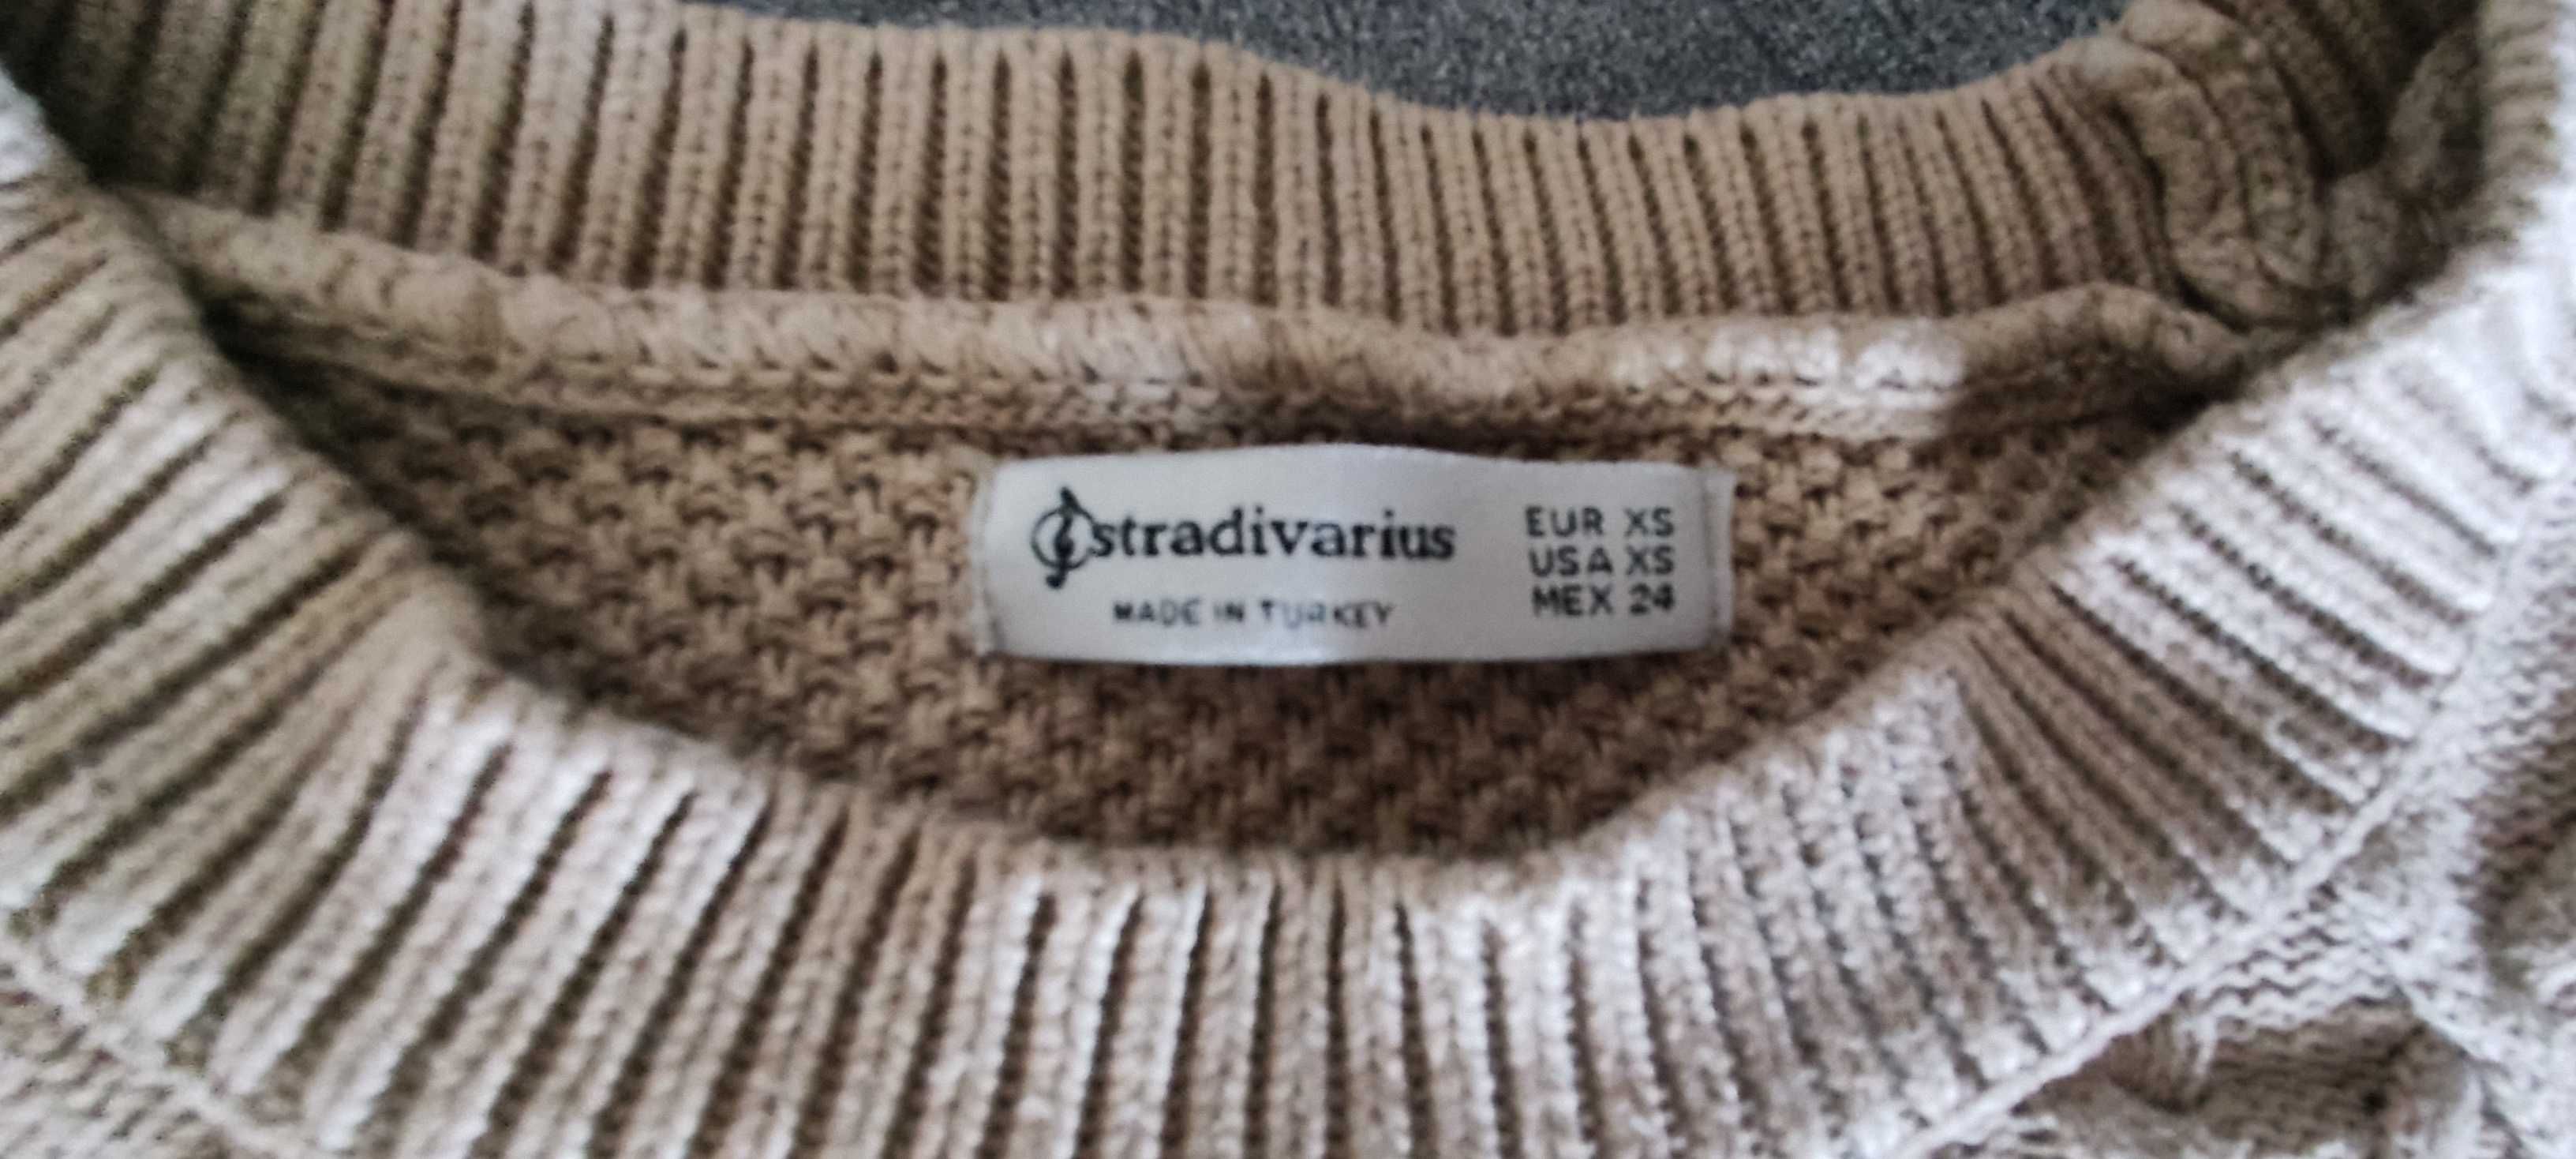 stradivarius
MADE IN TURKEY
EUR XS
USA XS
MEX 24